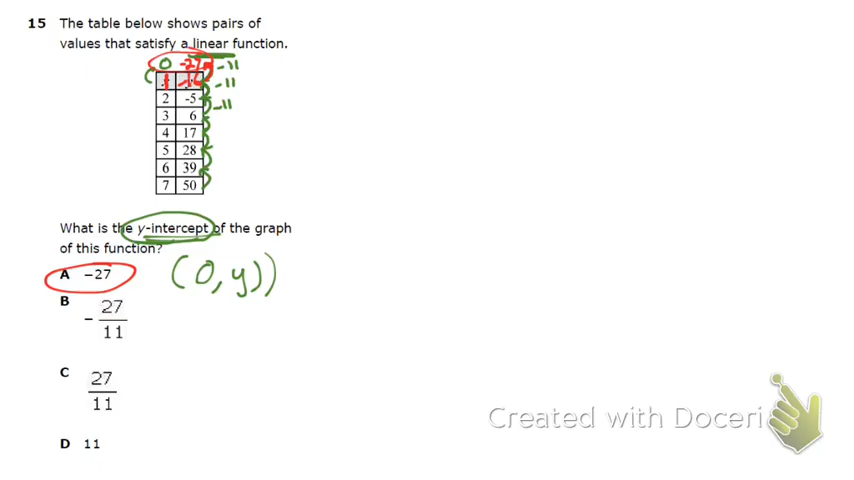 15 The table below shows pairs of
values that satisfy a linear function.
0 -27 -11
-11
2 -5 -11
3 6
4 17
5 28
6 39
7 50
What is the y-intercept of the graph
of this function?
A -27
(0, y))
B - 27/11
C 27/11
D 11
Created with Doceri